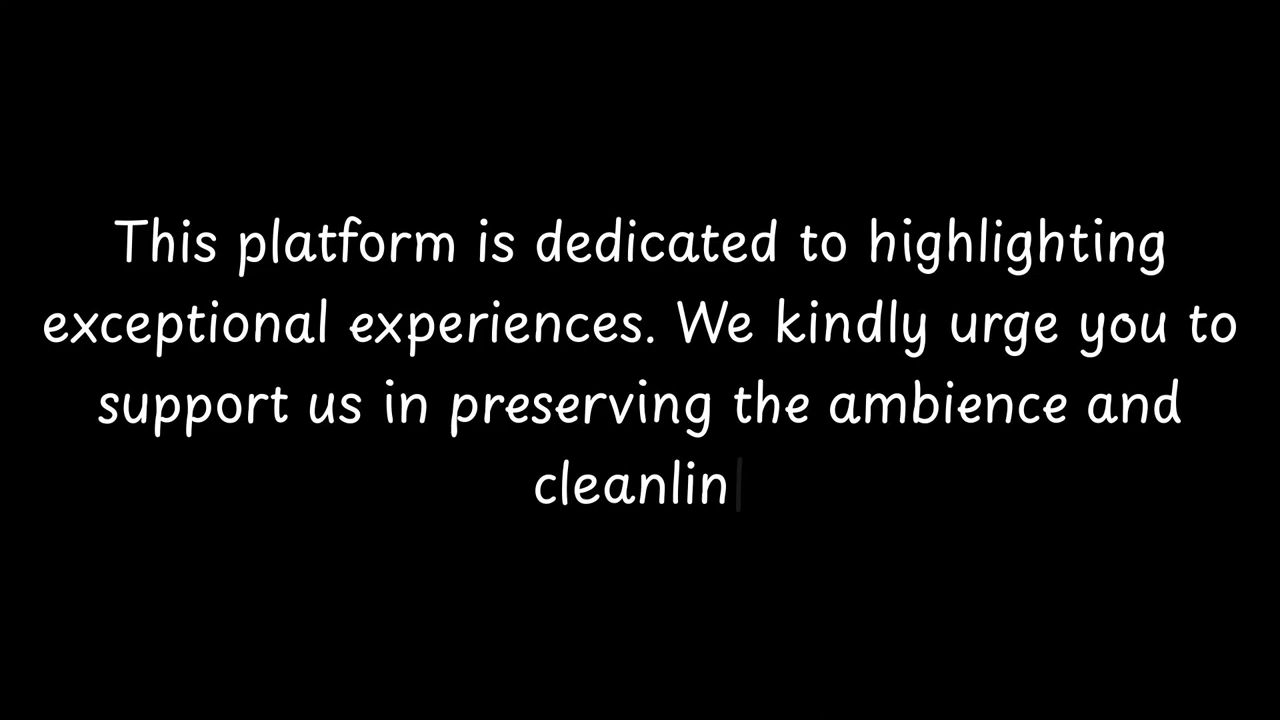 This platform is dedicated to highlighting
exceptional experiences. We kindly urge you to
support us in preserving the ambience and
cleanlin